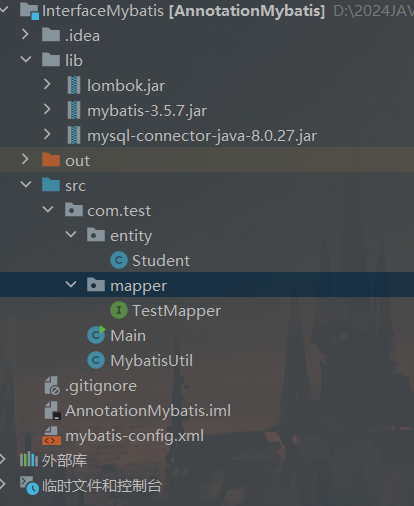 InterfaceMybatis [AnnotationMybatis] D:\2024JAV
.idea
lib
lombok.jar
mybatis-3.5.7.jar
mysql-connector-java-8.0.27.jar
out
src
com.test
entity
Student
mapper
TestMapper
Main
MybatisUtil
.gitignore
AnnotationMybatis.iml
mybatis-config.xml
外部库
临时文件和控制台